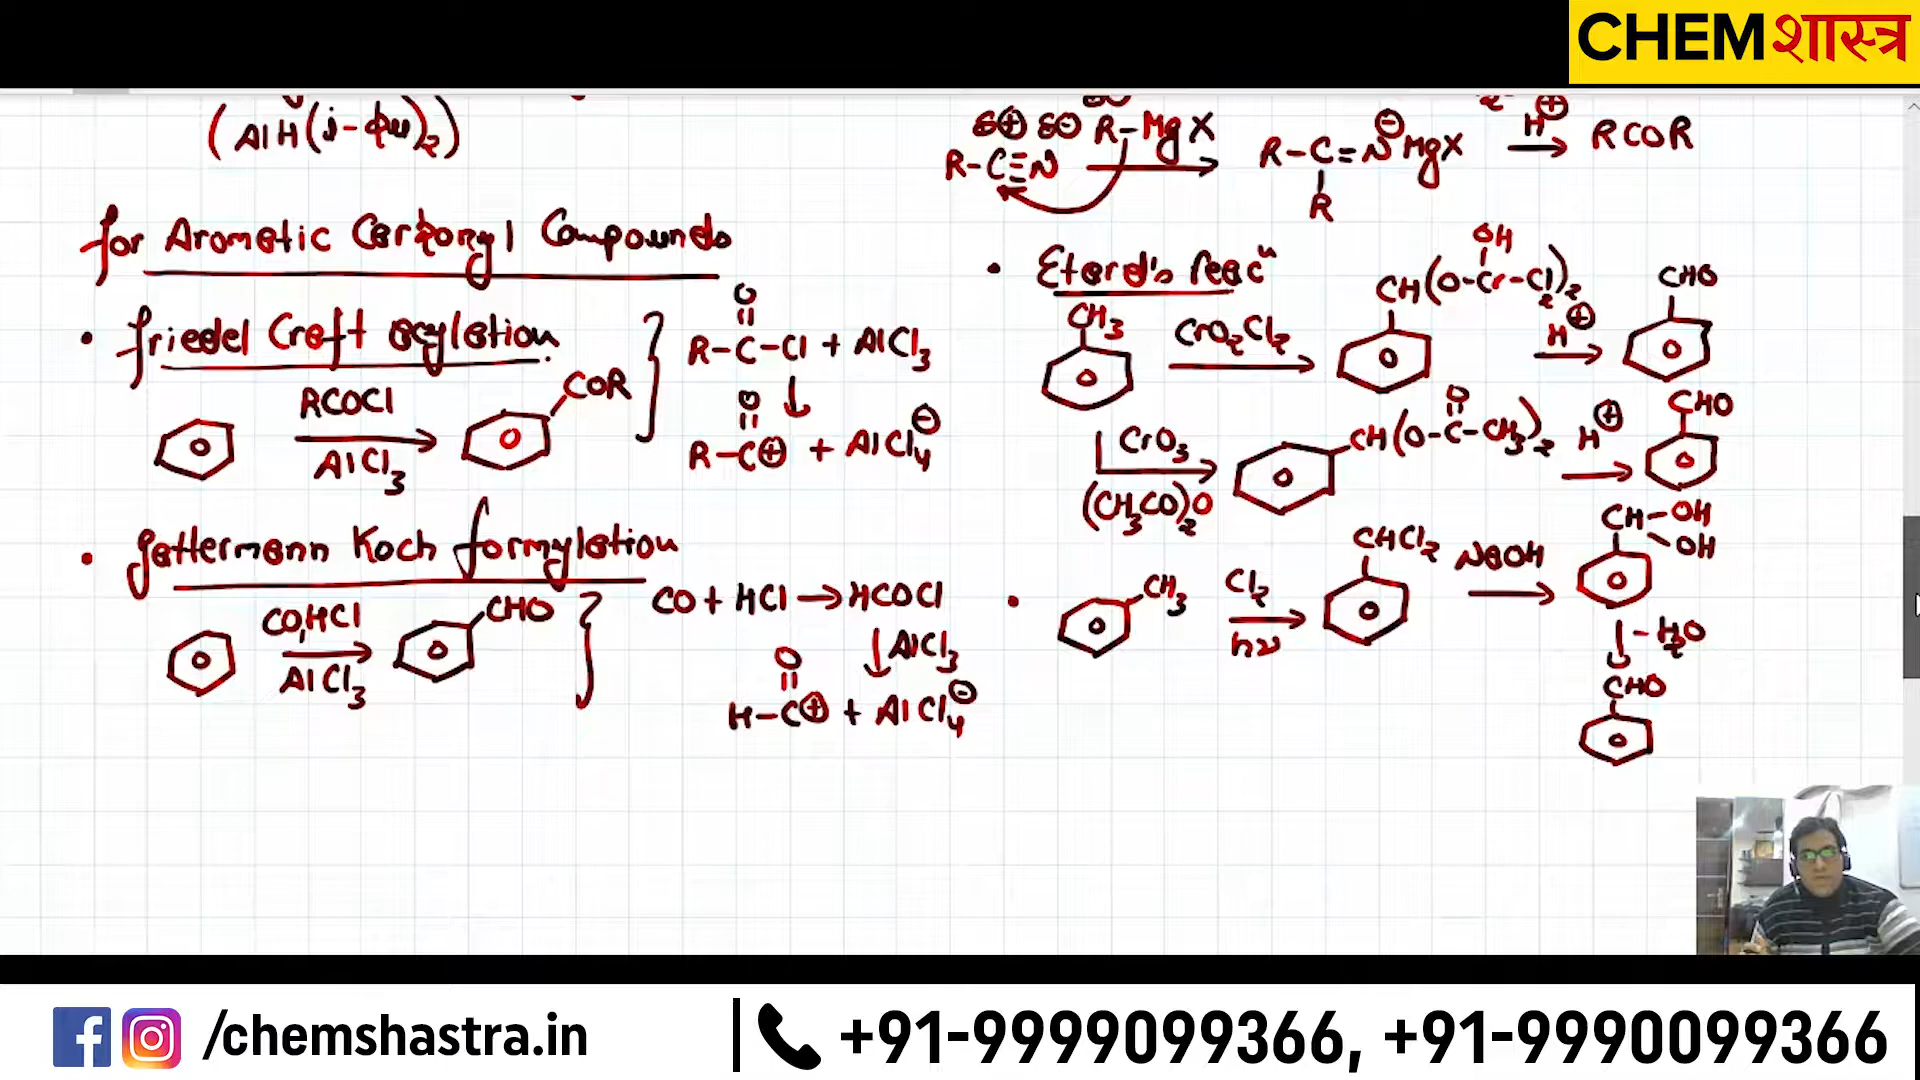 CHEMशास्त्र
(AlH(i-Bu)₂)
for Aromatic Carbonyl Compounds
• Friedel Craft acylation
RCOCl
AlCl₃
COR
O
R-C-Cl + AlCl₃
O
R-C⊕ + AlCl₄⊖
• Gattermann Koch formylation
CO,HCl
AlCl₃
CHO
CO + HCl → HCOCl
↓ AlCl₃
O
H-C⊕ + AlCl₄⊖
δ⊕ δ⊖ R-MgX
R-C≡N → R-C=N⊖MgX
R
H⊕ → RCOR
• Etard's reacⁿ
CH₃
CrO₂Cl₂
OH
CH(O-Cr-Cl₂)₂
H⊕
CHO
CrO₃
(CH₃CO)₂O
O
CH(O-C-CH₃)₂
H⊕
CHO
• CH₃
Cl₂
hν
CHCl₂
NaOH
CH-OH
OH
↓ -H₂O
CHO
/chemshastra.in
+91-9999099366, +91-9990099366